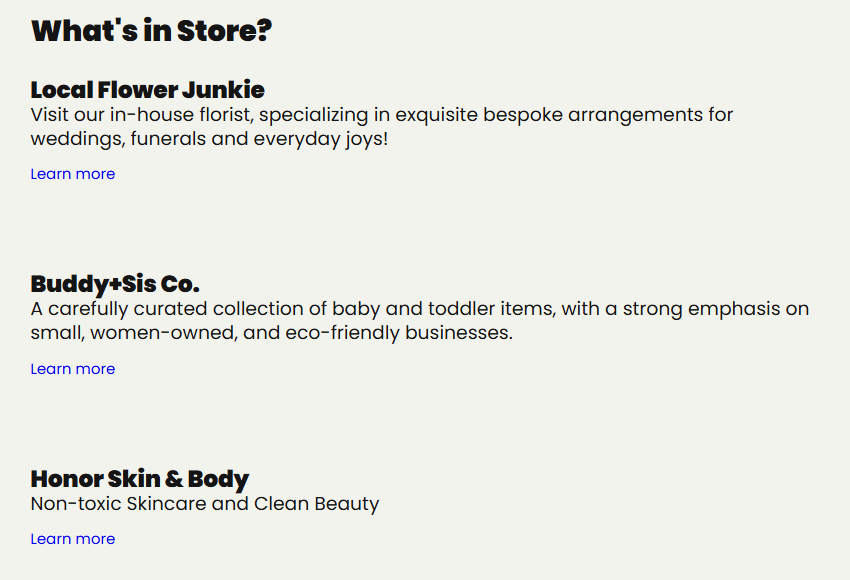 What's in Store?
Local Flower Junkie
Visit our in-house florist, specializing in exquisite bespoke arrangements for
weddings, funerals and everyday joys!
Learn more
Buddy+Sis Co.
A carefully curated collection of baby and toddler items, with a strong emphasis on
small, women-owned, and eco-friendly businesses.
Learn more
Honor Skin & Body
Non-toxic Skincare and Clean Beauty
Learn more